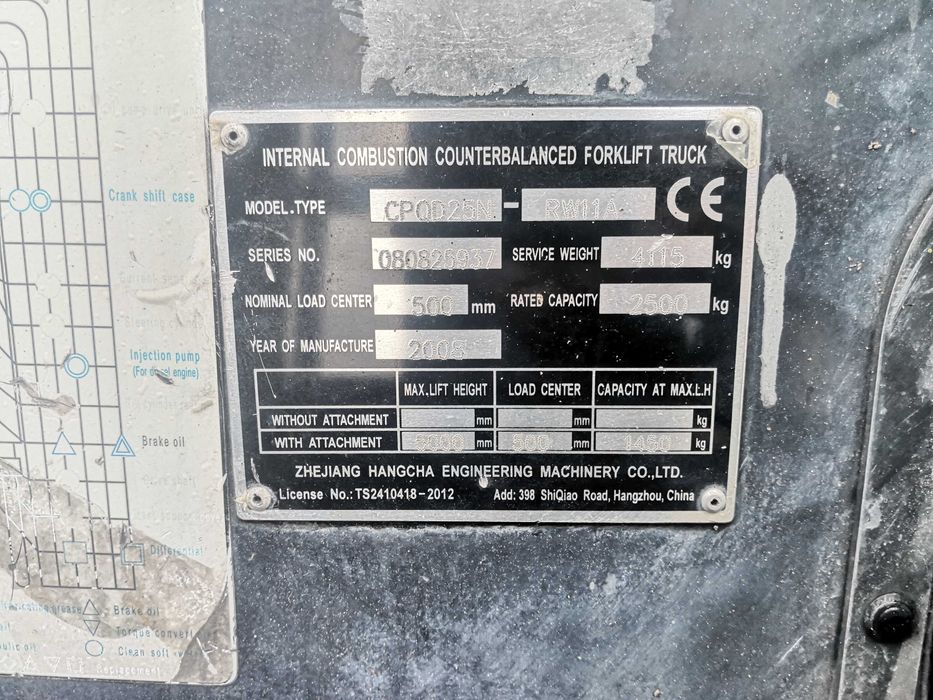 INTERNAL COMBUSTION COUNTERBALANCED FORKLIFT TRUCK
MODEL.TYPE CPQD25N - RW11A CE
SERIES NO. 080825937 SERVICE WEIGHT 4115 kg
NOMINAL LOAD CENTER 500 mm RATED CAPACITY 2500 kg
YEAR OF MANUFACTURE 2008
MAX.LIFT HEIGHT LOAD CENTER CAPACITY AT MAX.L.H
WITHOUT ATTACHMENT mm mm kg
WITH ATTACHMENT mm 500 mm 1450 kg
ZHEJIANG HANGCHA ENGINEERING MACHINERY CO.,LTD.
License No.:TS2410418-2012 Add: 398 ShiQiao Road, Hangzhou, China
Crank shift case
Injection pump
(For diesel engine)
Brake oil
Differential
Brake oil
Torque
Clean soft
Replacement